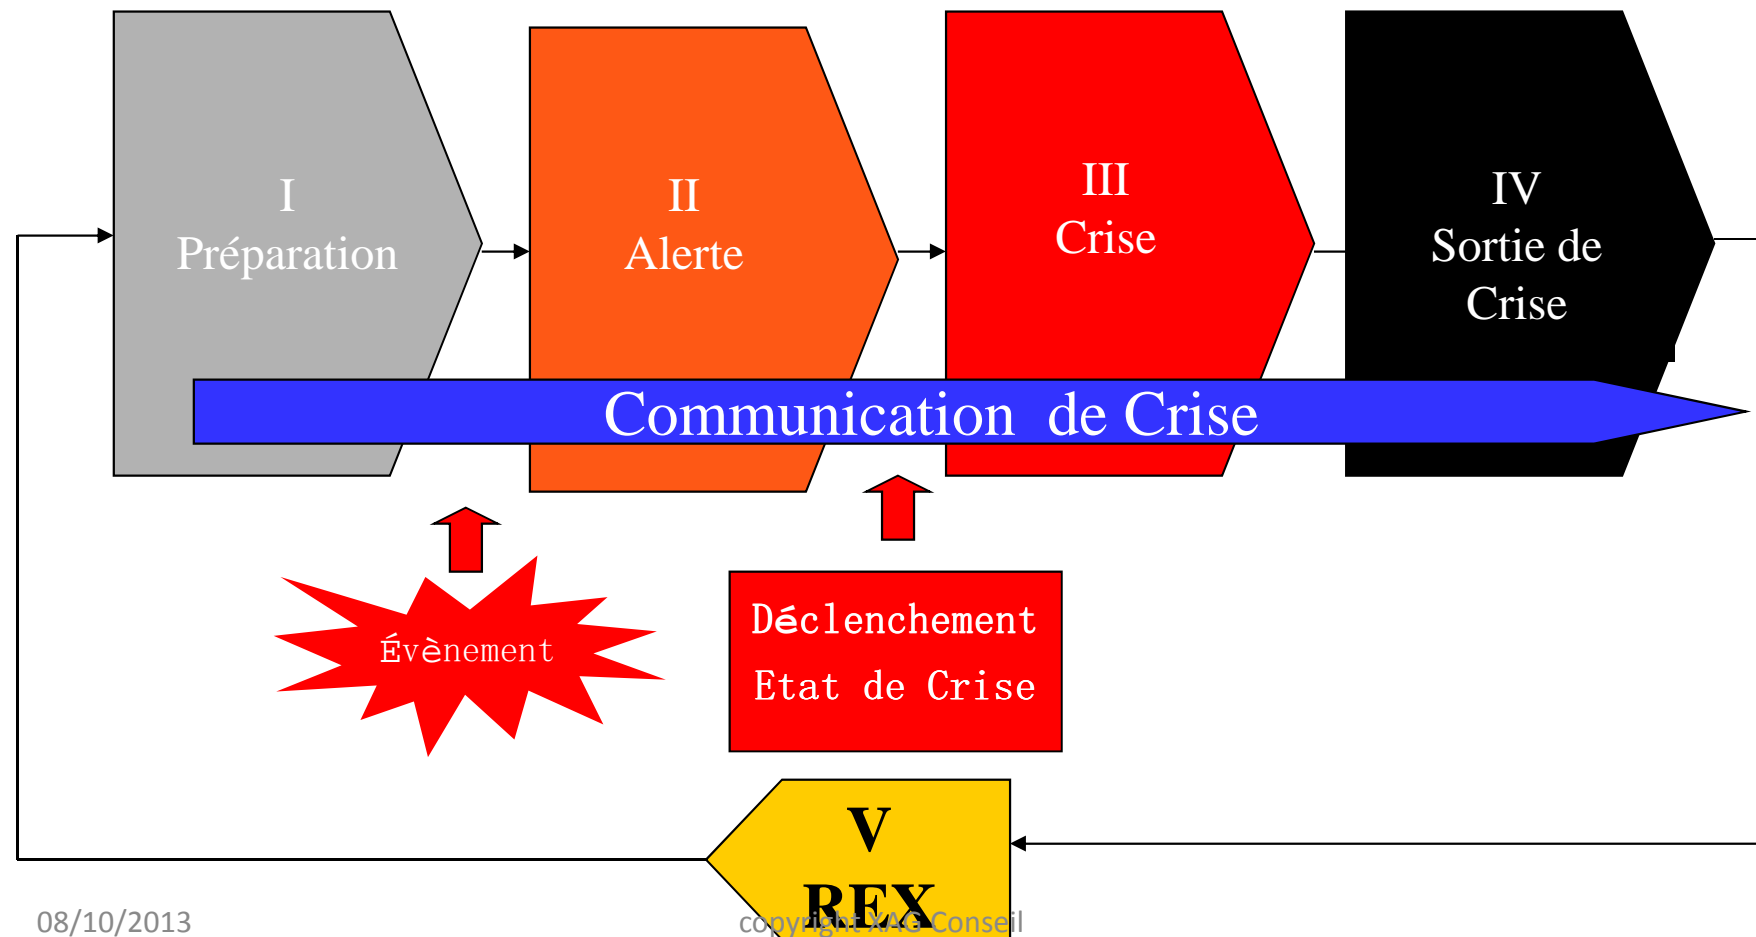 I
Préparation
II
Alerte
III
Crise
IV
Sortie de
Crise
Communication de Crise
Évènement
Déclenchement
Etat de Crise
V
REX
08/10/2013
copyright XAG Conseil